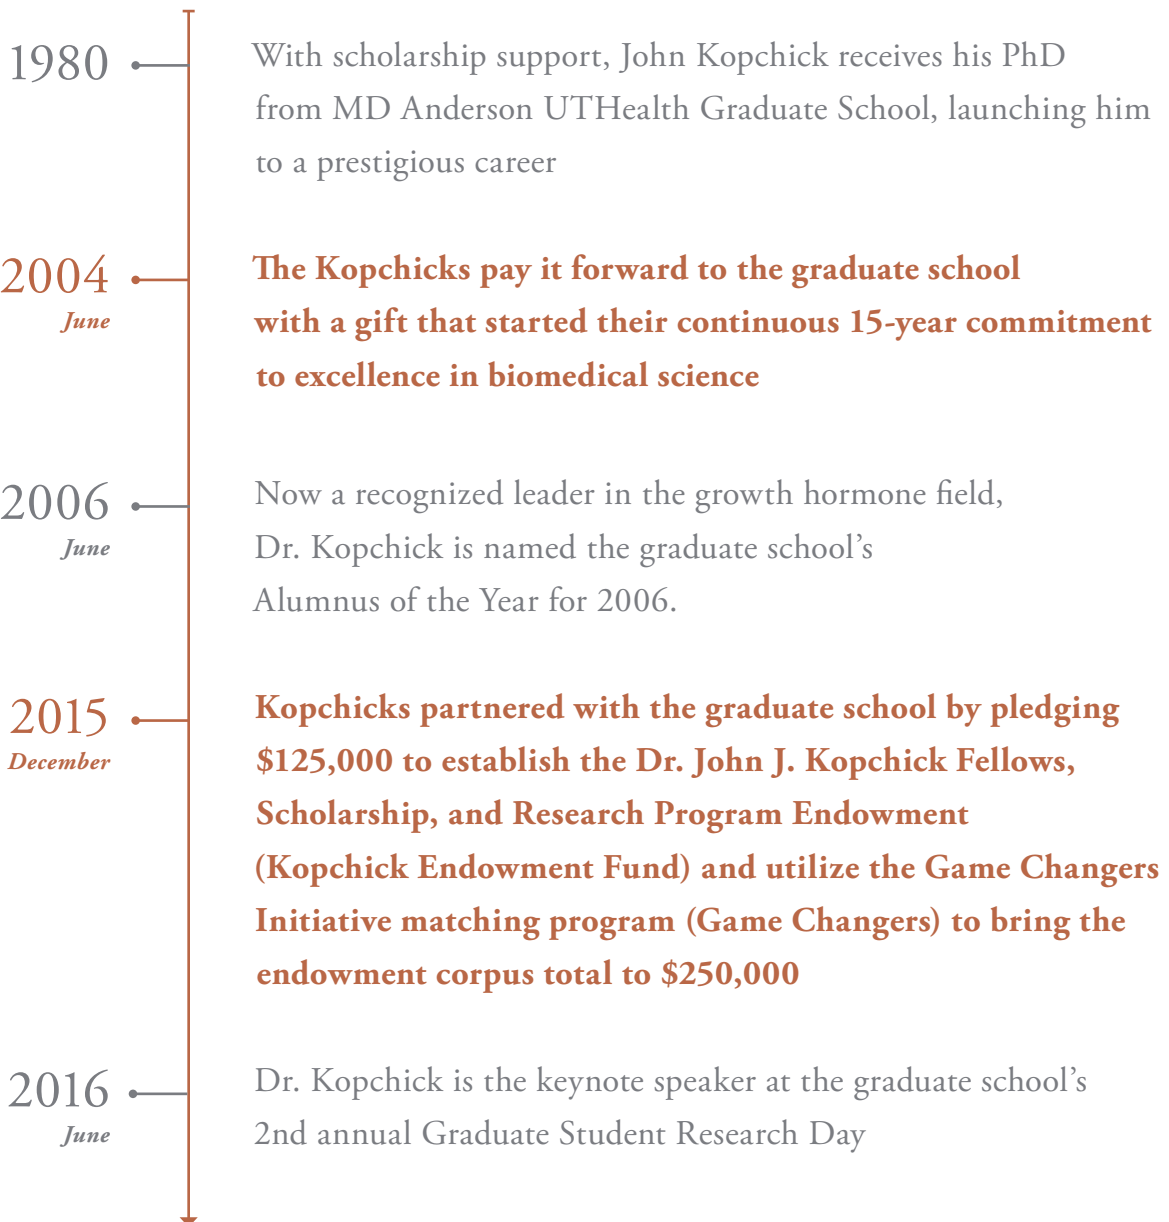 1980
With scholarship support, John Kopchick receives his PhD
from MD Anderson UTHealth Graduate School, launching him
to a prestigious career
2004
June
The Kopchicks pay it forward to the graduate school
with a gift that started their continuous 15-year commitment
to excellence in biomedical science
2006
June
Now a recognized leader in the growth hormone field,
Dr. Kopchick is named the graduate school’s
Alumnus of the Year for 2006.
2015
December
Kopchicks partnered with the graduate school by pledging
$125,000 to establish the Dr. John J. Kopchick Fellows,
Scholarship, and Research Program Endowment
(Kopchick Endowment Fund) and utilize the Game Changers
Initiative matching program (Game Changers) to bring the
endowment corpus total to $250,000
2016
June
Dr. Kopchick is the keynote speaker at the graduate school’s
2nd annual Graduate Student Research Day